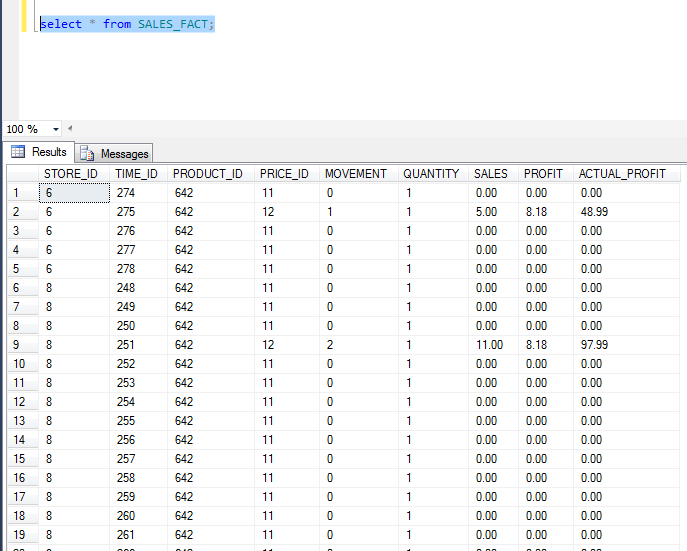 select * from SALES_FACT;
100 %
Results Messages
STORE_ID TIME_ID PRODUCT_ID PRICE_ID MOVEMENT QUANTITY SALES PROFIT ACTUAL_PROFIT
1 6 274 642 11 0 1 0.00 0.00 0.00
2 6 275 642 12 1 1 5.00 8.18 48.99
3 6 276 642 11 0 1 0.00 0.00 0.00
4 6 277 642 11 0 1 0.00 0.00 0.00
5 6 278 642 11 0 1 0.00 0.00 0.00
6 8 248 642 11 0 1 0.00 0.00 0.00
7 8 249 642 11 0 1 0.00 0.00 0.00
8 8 250 642 11 0 1 0.00 0.00 0.00
9 8 251 642 12 2 1 11.00 8.18 97.99
10 8 252 642 11 0 1 0.00 0.00 0.00
11 8 253 642 11 0 1 0.00 0.00 0.00
12 8 254 642 11 0 1 0.00 0.00 0.00
13 8 255 642 11 0 1 0.00 0.00 0.00
14 8 256 642 11 0 1 0.00 0.00 0.00
15 8 257 642 11 0 1 0.00 0.00 0.00
16 8 258 642 11 0 1 0.00 0.00 0.00
17 8 259 642 11 0 1 0.00 0.00 0.00
18 8 260 642 11 0 1 0.00 0.00 0.00
19 8 261 642 11 0 1 0.00 0.00 0.00